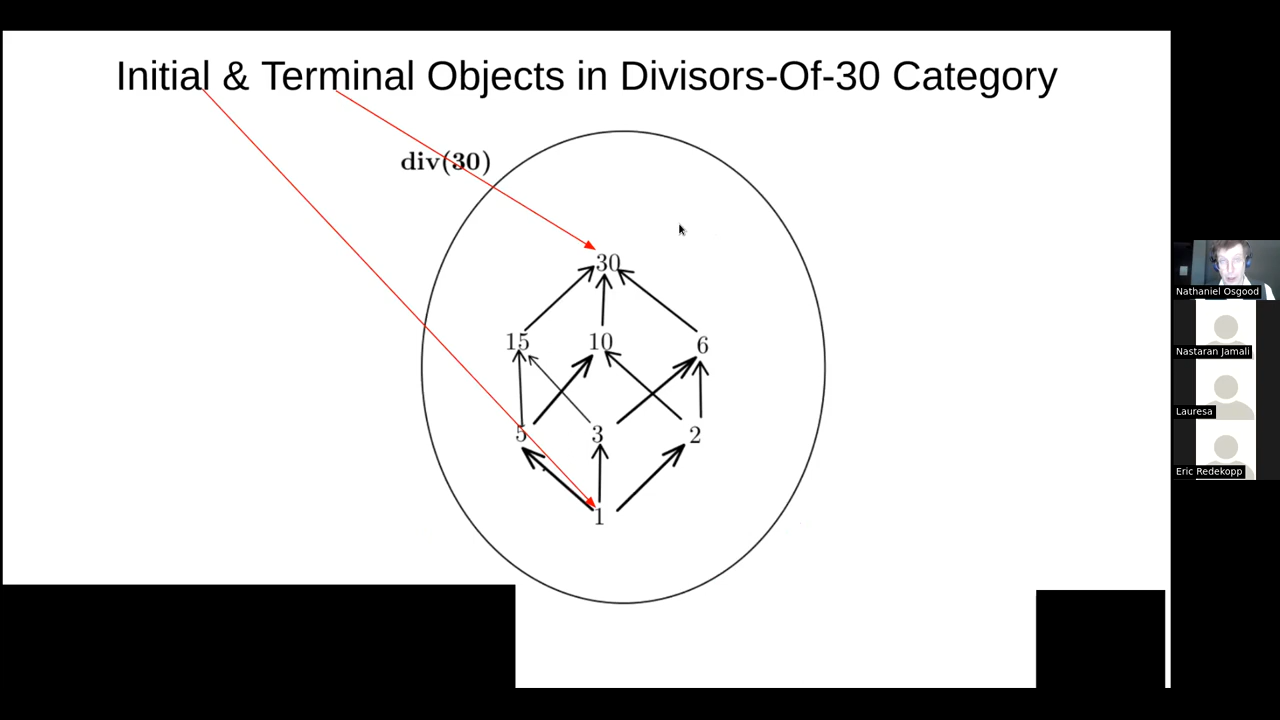 Initial & Terminal Objects in Divisors-Of-30 Category
div(30)
30
15 10 6
5 3 2
1
Nathaniel Osgood
Nastaran Jamali
Lauresa
Eric Redekopp